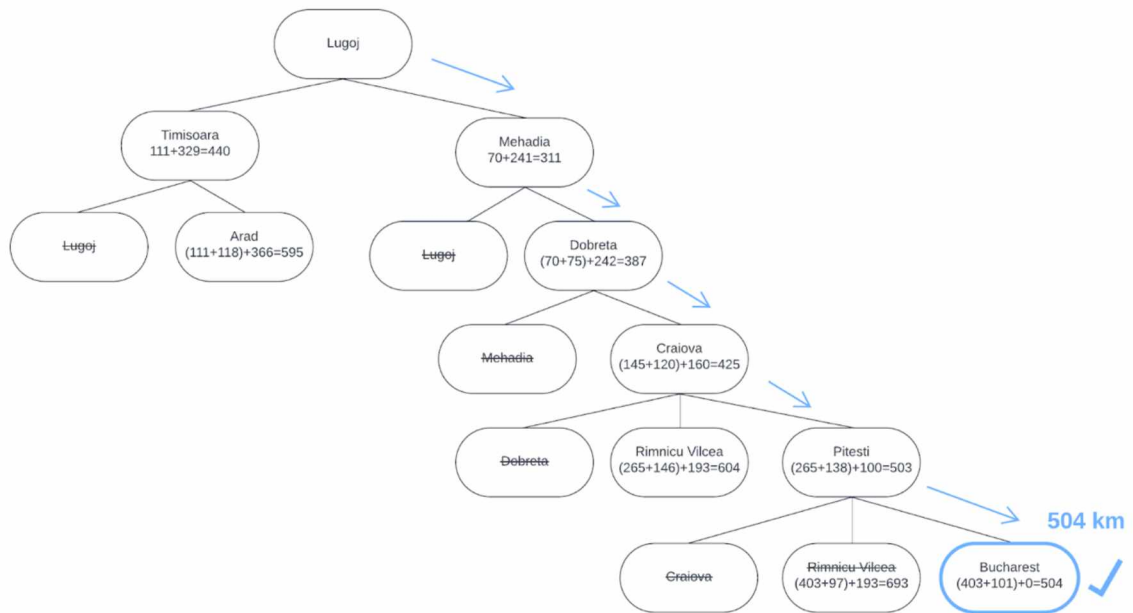 Lugoj
Timisoara
111+329=440
Mehadia
70+241=311
Lugoj
Arad
(111+118)+366=595
Lugoj
Dobreta
(70+75)+242=387
Mehadia
Craiova
(145+120)+160=425
Dobreta
Rimnicu Vilcea
(265+146)+193=604
Pitesti
(265+138)+100=503
504 km
Craiova
Rimnicu Vilcea
(403+97)+193=693
Bucharest
(403+101)+0=504